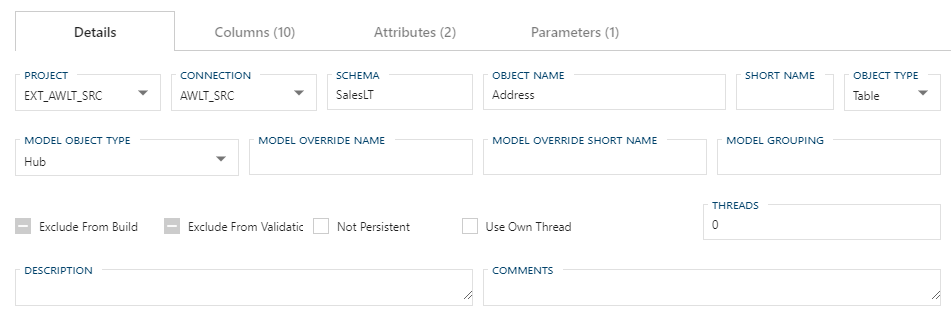 Details Columns (10) Attributes (2) Parameters (1)
PROJECT CONNECTION SCHEMA OBJECT NAME SHORT NAME OBJECT TYPE
EXT_AWLT_SRC AWLT_SRC SalesLT Address Table
MODEL OBJECT TYPE MODEL OVERRIDE NAME MODEL OVERRIDE SHORT NAME MODEL GROUPING
Hub
THREADS
Exclude From Build Exclude From Validatic Not Persistent Use Own Thread 0
DESCRIPTION COMMENTS